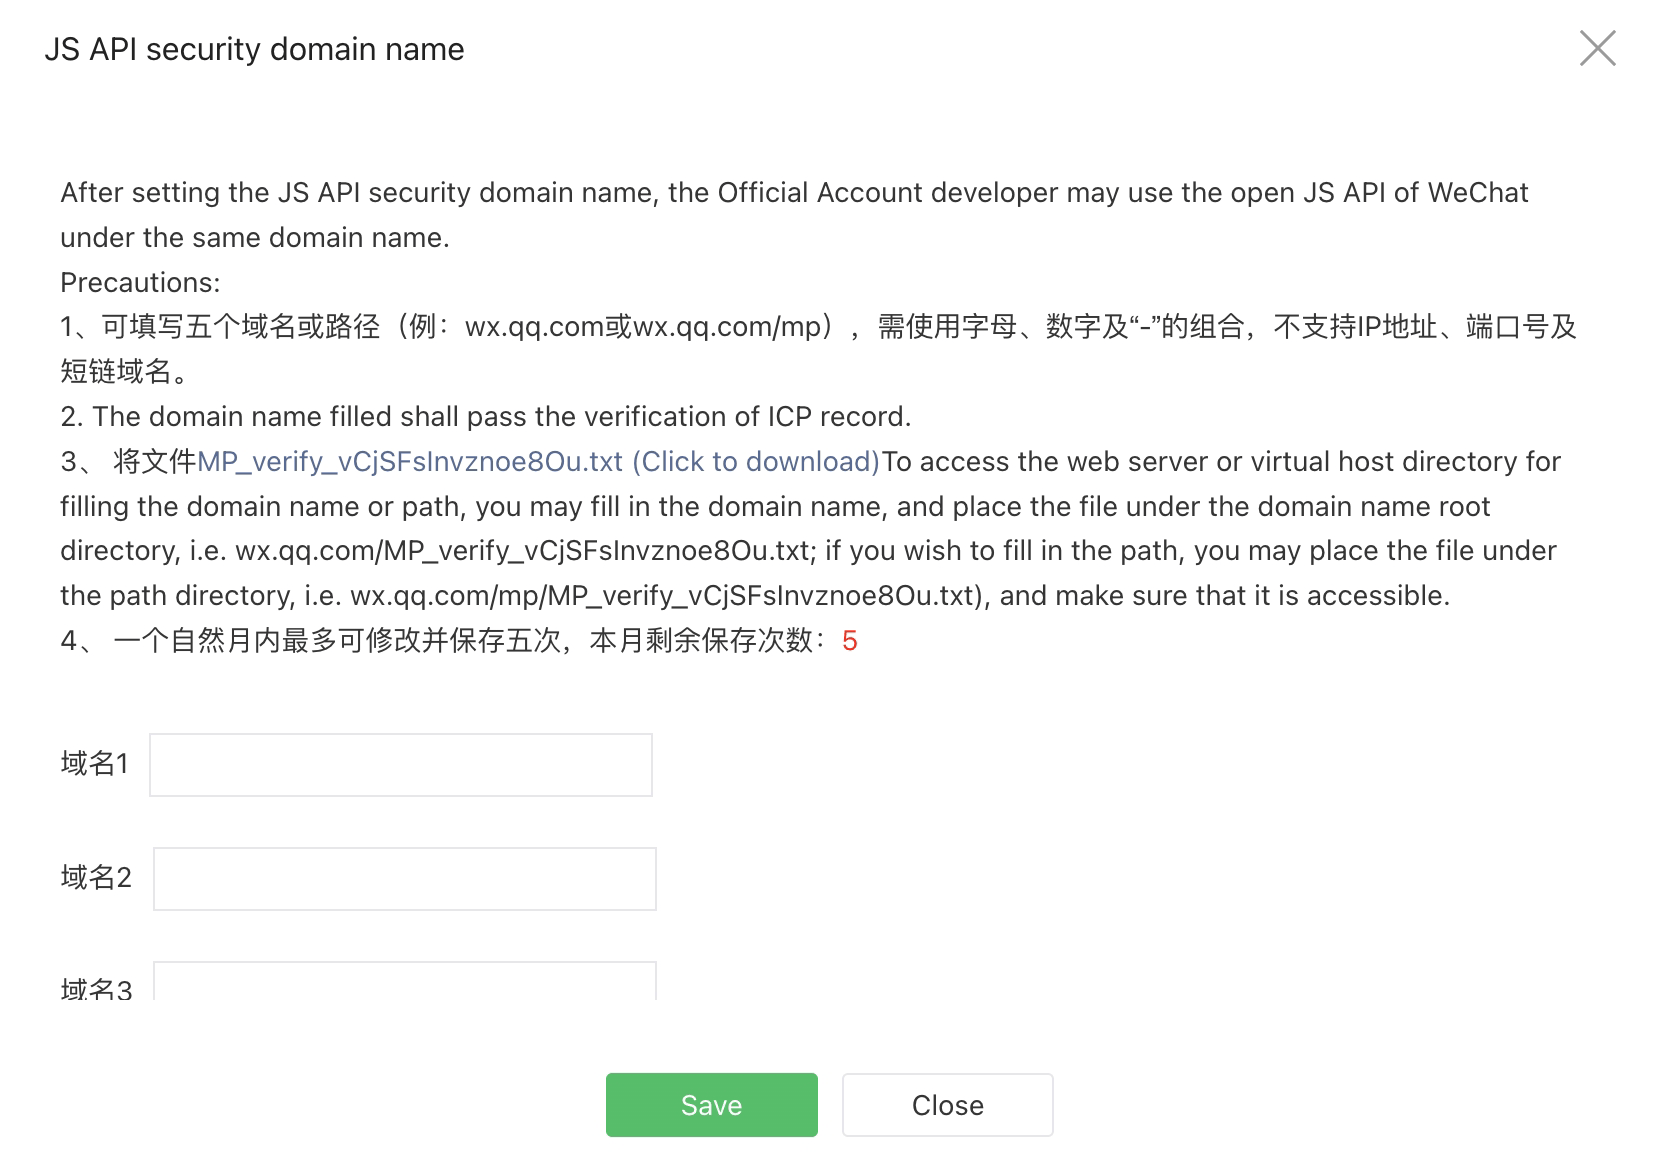 JS API security domain name
After setting the JS API security domain name, the Official Account developer may use the open JS API of WeChat
under the same domain name.
Precautions:
1、可填写五个域名或路径（例：wx.qq.com或wx.qq.com/mp），需使用字母、数字及“-”的组合，不支持IP地址、端口号及
短链域名。
2. The domain name filled shall pass the verification of ICP record.
3、 将文件MP_verify_vCjSFsInvznoe8Ou.txt (Click to download)To access the web server or virtual host directory for
filling the domain name or path, you may fill in the domain name, and place the file under the domain name root
directory, i.e. wx.qq.com/MP_verify_vCjSFsInvznoe8Ou.txt; if you wish to fill in the path, you may place the file under
the path directory, i.e. wx.qq.com/mp/MP_verify_vCjSFsInvznoe8Ou.txt), and make sure that it is accessible.
4、 一个自然月内最多可修改并保存五次，本月剩余保存次数：5
域名1
域名2
域名3
Save
Close